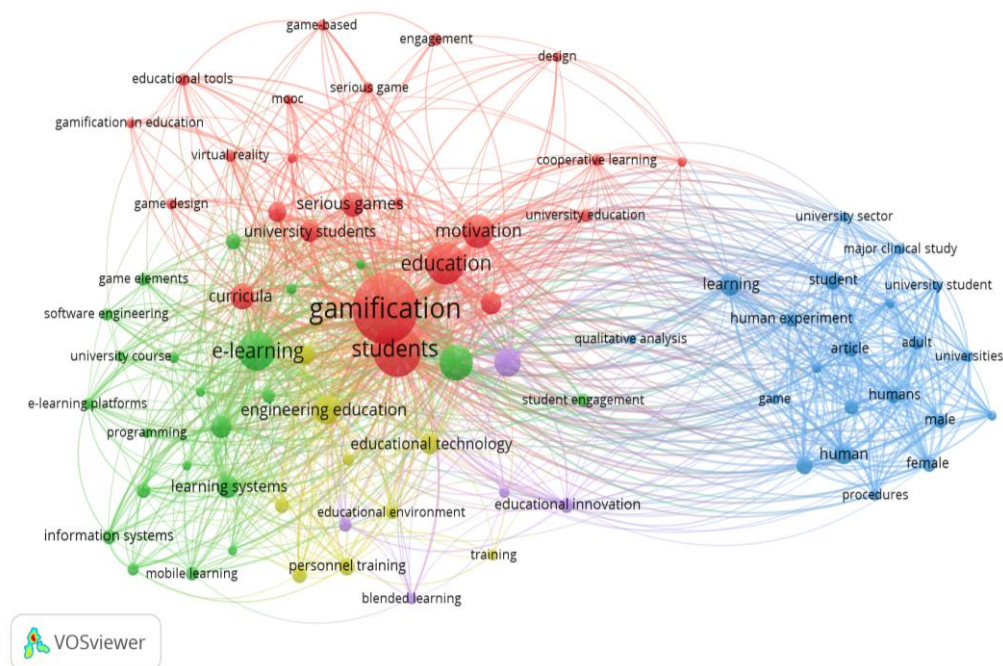 game-based
engagement
design
educational tools
serious game
mooc
gamification in education
virtual reality
cooperative learning
game design
serious games
university education
university sector
university students
motivation
major clinical study
education
game elements
learning
student
university student
curricula
software engineering
gamification
human experiment
qualitative analysis
article
adult
universities
university course
e-learning
students
e-learning platforms
student engagement
game
humans
engineering education
male
programming
educational technology
human
female
learning systems
procedures
educational innovation
educational environment
information systems
training
mobile learning
personnel training
blended learning
VOSviewer